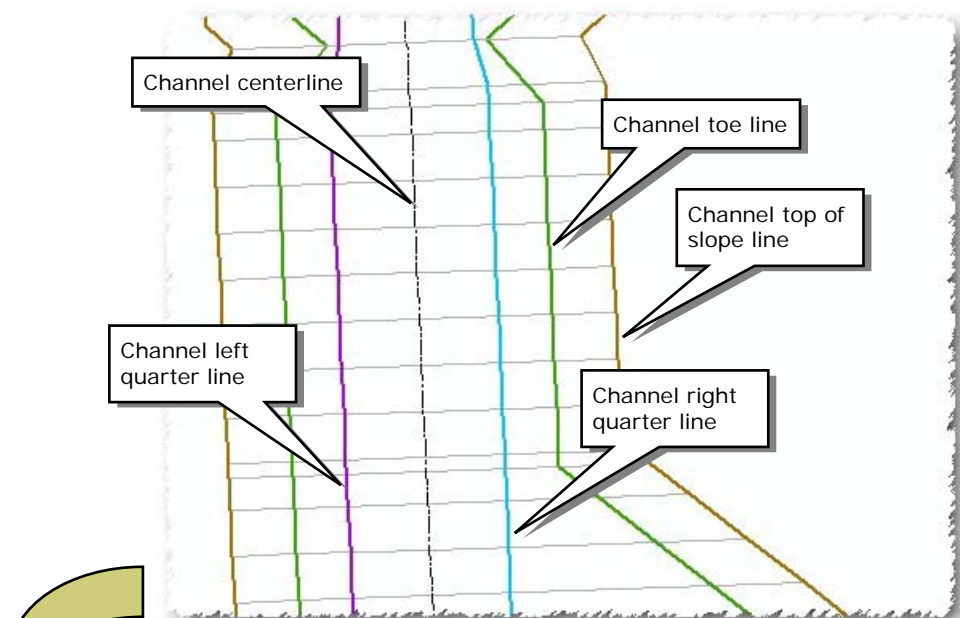 Channel centerline
Channel toe line
Channel top of
slope line
Channel left
quarter line
Channel right
quarter line